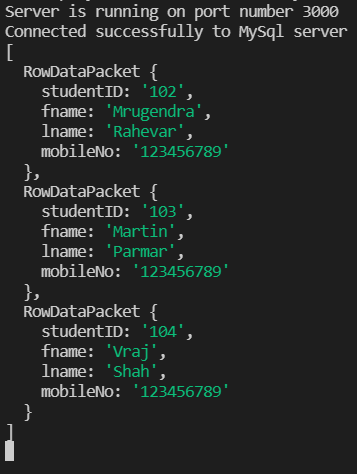 Server is running on port number 3000
Connected successfully to MySql server
[
  RowDataPacket {
    studentID: '102',
    fname: 'Mrugendra',
    lname: 'Rahevar',
    mobileNo: '123456789'
  },
  RowDataPacket {
    studentID: '103',
    fname: 'Martin',
    lname: 'Parmar',
    mobileNo: '123456789'
  },
  RowDataPacket {
    studentID: '104',
    fname: 'Vraj',
    lname: 'Shah',
    mobileNo: '123456789'
  }
]